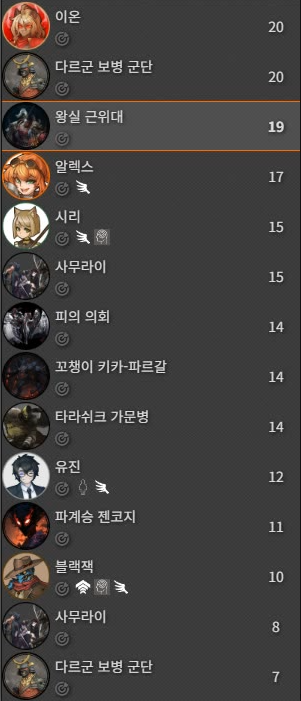 이온
20
다르군 보병 군단
20
왕실 근위대
19
알렉스
17
시리
15
사무라이
15
피의 의회
14
꼬챙이 키카-파르갈
14
타라쉬크 가문병
14
유진
12
파계승 젠코지
11
블랙잭
10
사무라이
8
다르군 보병 군단
7